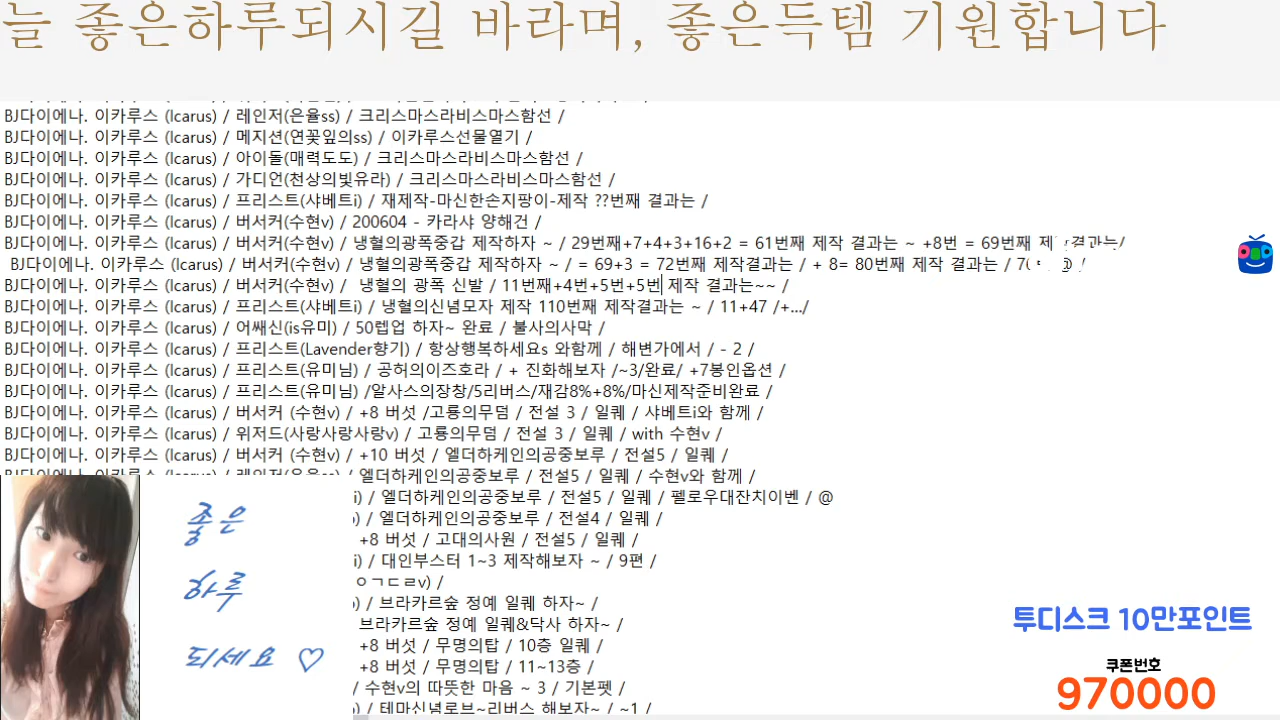 늘 좋은하루되시길 바라며, 좋은득템 기원합니다
BJ다이에나. 이카루스 (Icarus) / 레인저(은율ss) / 크리스마스라비스마스함선 /
BJ다이에나. 이카루스 (Icarus) / 메지션(연꽃잎의ss) / 이카루스선물열기 /
BJ다이에나. 이카루스 (Icarus) / 아이돌(매력도도) / 크리스마스라비스마스함선 /
BJ다이에나. 이카루스 (Icarus) / 가디언(천상의빛유라) / 크리스마스라비스마스함선 /
BJ다이에나. 이카루스 (Icarus) / 프리스트(샤베트i) / 재제작-마신한손지팡이-제작 ??번째 결과는 /
BJ다이에나. 이카루스 (Icarus) / 버서커(수현v) / 200604 - 카라샤 양해건 /
BJ다이에나. 이카루스 (Icarus) / 버서커(수현v) / 냉혈의광폭중갑 제작하자 ~ / 29번째+7+4+3+16+2 = 61번째 제작 결과는 ~ +8번 = 69번째 제 결과는/
BJ다이에나. 이카루스 (Icarus) / 버서커(수현v) / 냉혈의광폭중갑 제작하자 ~ / = 69+3 = 72번째 제작결과는 / + 8= 80번째 제작 결과는 / @ /
BJ다이에나. 이카루스 (Icarus) / 버서커(수현v) / 냉혈의 광폭 신발 / 11번째+4번+5번+5번 제작 결과는~~ /
BJ다이에나. 이카루스 (Icarus) / 프리스트(샤베트i) / 냉혈의신념모자 제작 110번째 제작결과는 ~ / 11+47 /+.../
BJ다이에나. 이카루스 (Icarus) / 어쌔신(is유미) / 50렙업 하자~ 완료 / 불사의사막 /
BJ다이에나. 이카루스 (Icarus) / 프리스트(Lavender향기) / 항상행복하세요s 와함께 / 해변가에서 / - 2 /
BJ다이에나. 이카루스 (Icarus) / 프리스트(유미님) / 공허의이즈호라 / + 진화해보자 /~3/완료/ +7봉인옵션 /
BJ다이에나. 이카루스 (Icarus) / 프리스트(유미님) /알사스의장창/5리버스/재감8%+8%/마신제작준비완료 /
BJ다이에나. 이카루스 (Icarus) / 버서커 (수현v) / +8 버섯 /고룡의무덤 / 전설 3 / 일퀘 / 샤베트i와 함께 /
BJ다이에나. 이카루스 (Icarus) / 위저드(사랑사랑사랑v) / 고룡의무덤 / 전설 3 / 일퀘 / with 수현v /
BJ다이에나. 이카루스 (Icarus) / 버서커 (수현v) / +10 버섯 / 엘더하케인의공중보루 / 전설5 / 일퀘 /
BJ다이에나. 이카루스 (Icarus) / 레인저(은율ss) / 엘더하케인의공중보루 / 전설5 / 일퀘 / 수현v와 함께 /
i) / 엘더하케인의공중보루 / 전설5 / 일퀘 / 펠로우대잔치이벤 / @
) / 엘더하케인의공중보루 / 전설4 / 일퀘 /
+8 버섯 / 고대의사원 / 전설5 / 일퀘 /
i) / 대인부스터 1~3 제작해보자 ~ / 9편 /
ㅇㄱㄷㄹv) /
) / 브라카르숲 정예 일퀘 하자~ /
브라카르숲 정예 일퀘&닥사 하자~ /
+8 버섯 / 무명의탑 / 10층 일퀘 /
+8 버섯 / 무명의탑 / 11~13층 /
/ 수현v의 따뜻한 마음 ~ 3 / 기본펫 /
) / 테마신념로브~리버스 해보자~ / ~1 /
좋은
하루
되세요 ♡
투디스크 10만포인트
쿠폰번호
970000